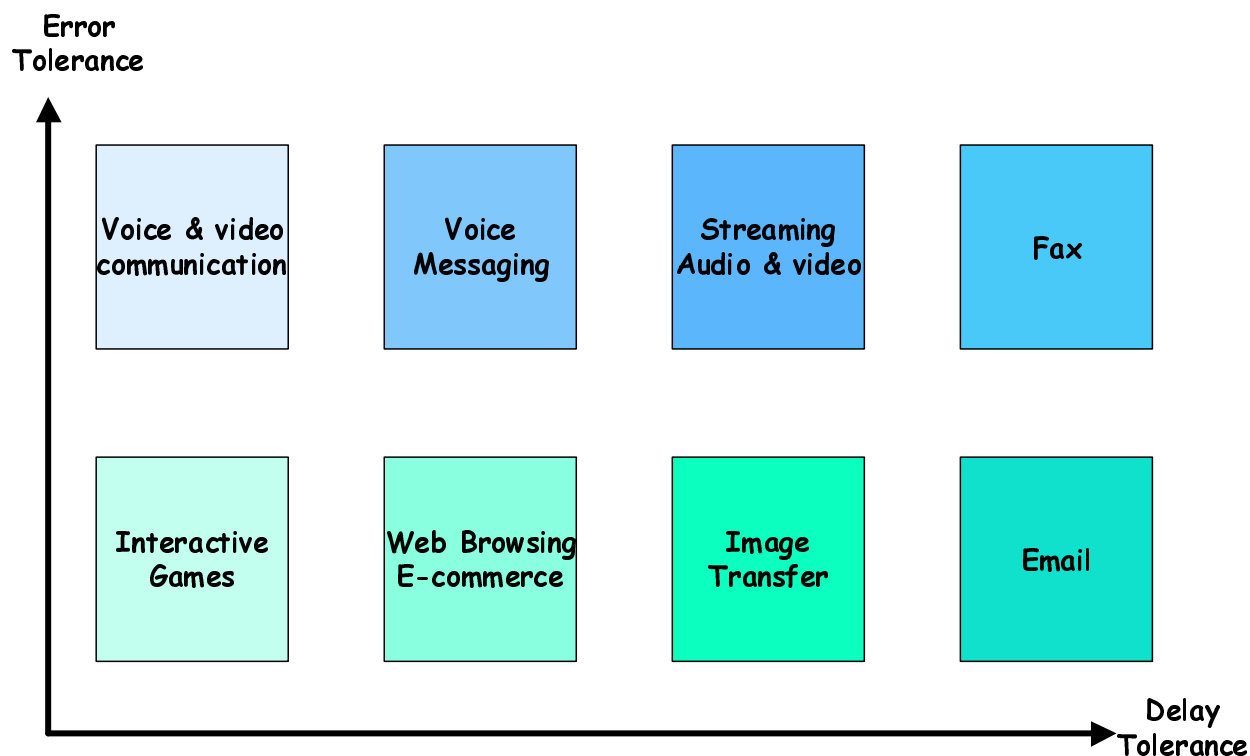 Error
Tolerance
Voice & video
communication
Voice
Messaging
Streaming
Audio & video
Fax
Interactive
Games
Web Browsing
E-commerce
Image
Transfer
Email
Delay
Tolerance